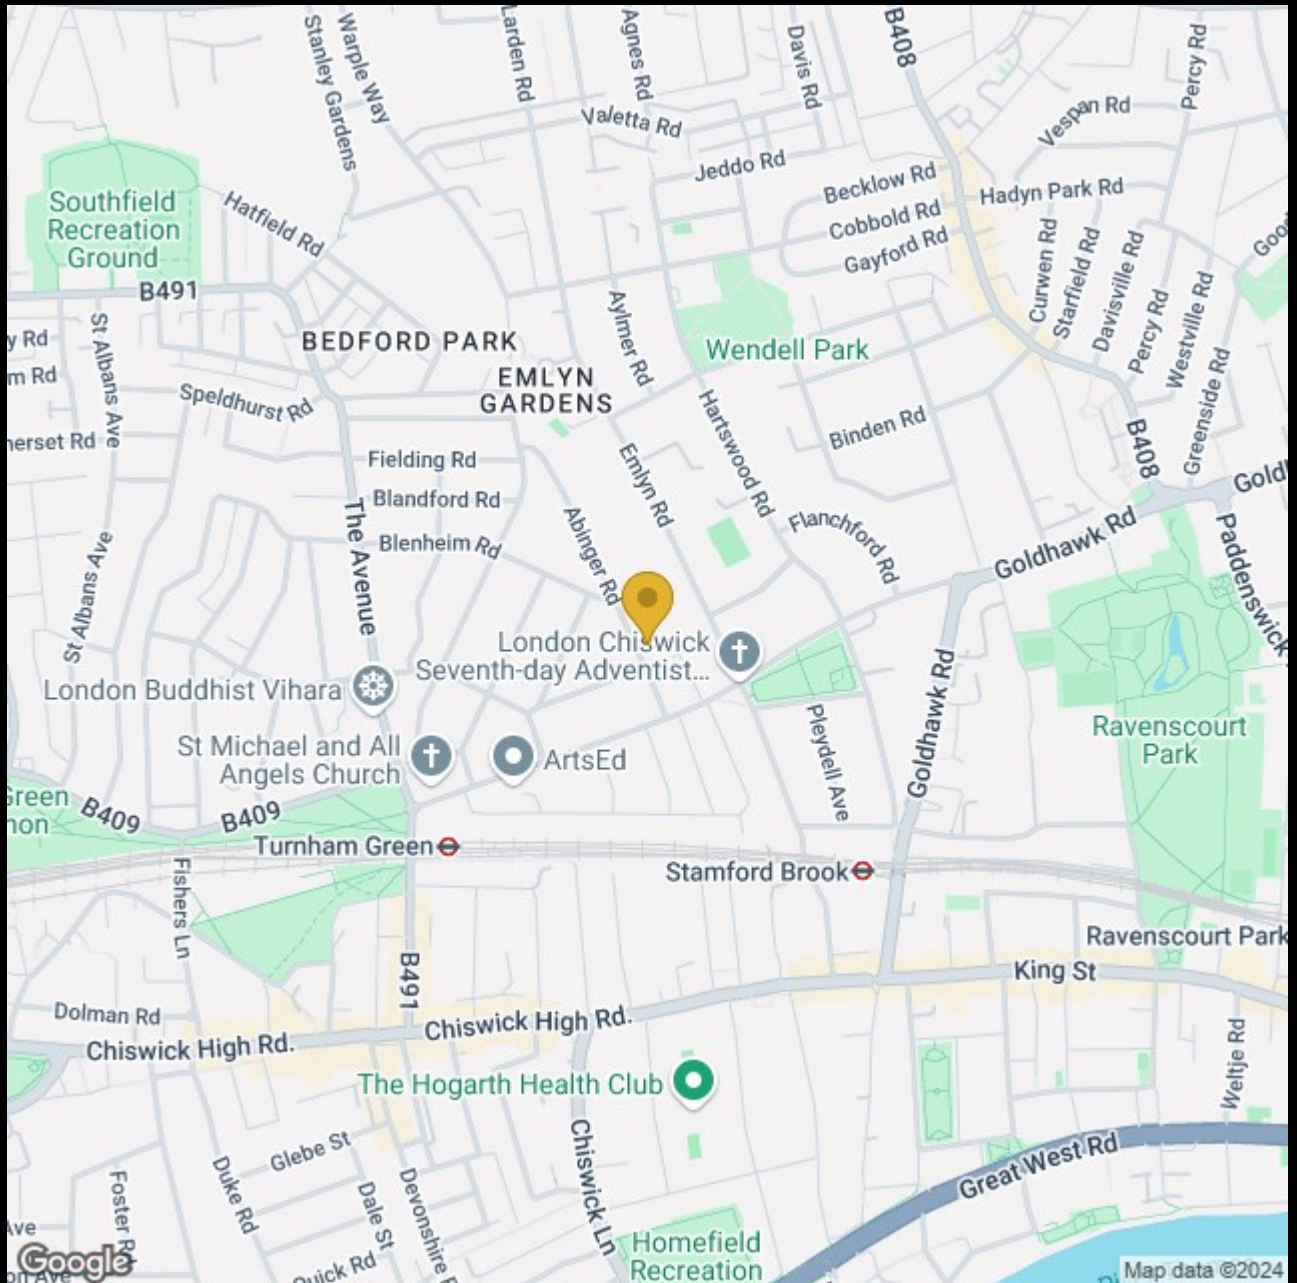 Stanley Gardens
Warple Way
Larden Rd
Agnes Rd
Davis Rd
B408
Percy Rd
Vespan Rd
Valetta Rd
Jeddo Rd
Becklow Rd
Hadyn Park Rd
Southfield
Recreation
Ground
Hatfield Rd
Cobbold Rd
Gayford Rd
Curwen Rd
Starfield Rd
Davisville Rd
Percy Rd
Westville Rd
Greenside Rd
B491
St Albans Ave
y Rd
m Rd
BEDFORD PARK
Aylmer Rd
Wendell Park
EMLYN
GARDENS
Speldhurst Rd
Hartswood Rd
Binden Rd
B408
nerset Rd
Fielding Rd
Emlyn Rd
Blandford Rd
The Avenue
Abinger Rd
Flanchford Rd
Goldhawk Rd
Paddenswick
Blenheim Rd
St Albans Ave
London Chiswick
Seventh-day Adventist...
London Buddhist Vihara
Goldhawk Rd
Pleydell Ave
Ravenscourt
Park
St Michael and All
Angels Church
ArtsEd
Green
non
B409
B409
Turnham Green
Stamford Brook
Fishers Ln
B491
Ravenscourt Park
King St
Dolman Rd
Chiswick High Rd.
Chiswick High Rd.
The Hogarth Health Club
Weltje Rd
Chiswick Ln
Glebe St
Great West Rd
Foster R
Duke Rd
Dale St
Devonshire
Homefield
Recreation
Ave
Quick Rd
Google
Map data ©2024